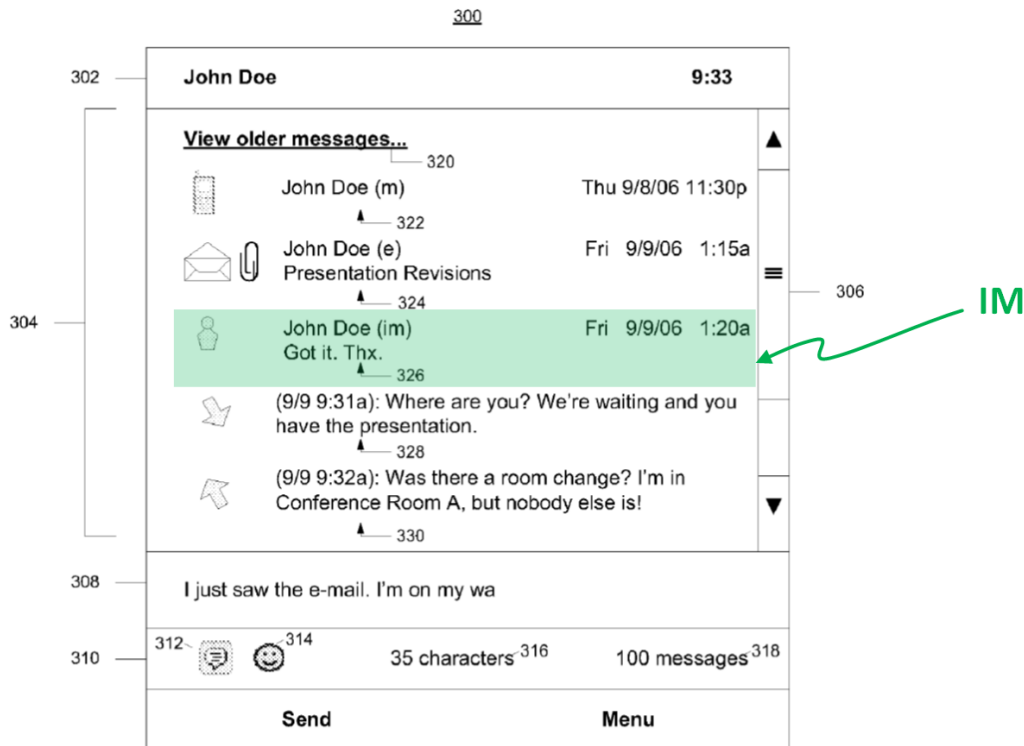 300
302
John Doe 9:33
304
View older messages...
320
John Doe (m) Thu 9/8/06 11:30p
322
John Doe (e) Fri 9/9/06 1:15a
Presentation Revisions
324
306
IM
John Doe (im) Fri 9/9/06 1:20a
Got it. Thx.
326
(9/9 9:31a): Where are you? We're waiting and you
have the presentation.
328
(9/9 9:32a): Was there a room change? I'm in
Conference Room A, but nobody else is!
330
308
I just saw the e-mail. I'm on my wa
310
312
314
35 characters 316
100 messages 318
Send Menu